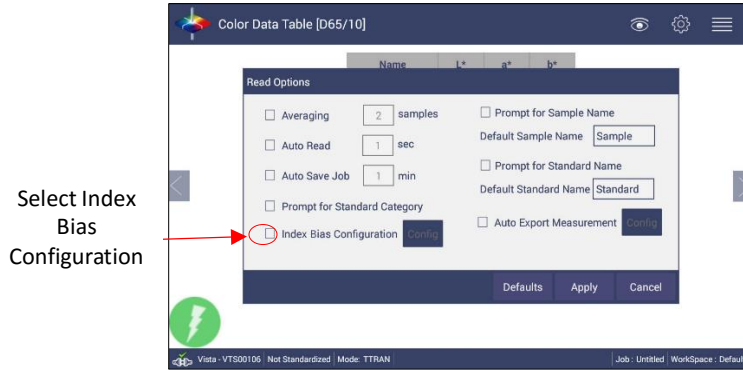 Color Data Table [D65/10]
Name L* a* b*
Read Options
Averaging 2 samples
Auto Read 1 sec
Auto Save Job 1 min
Prompt for Standard Category
Index Bias Configuration Config
Prompt for Sample Name
Default Sample Name Sample
Prompt for Standard Name
Default Standard Name Standard
Auto Export Measurement Config
Defaults Apply Cancel
Select Index
Bias
Configuration
Vista - VTS00106 Not Standardized Mode: TTRAN Job : Untitled WorkSpace : Defaul